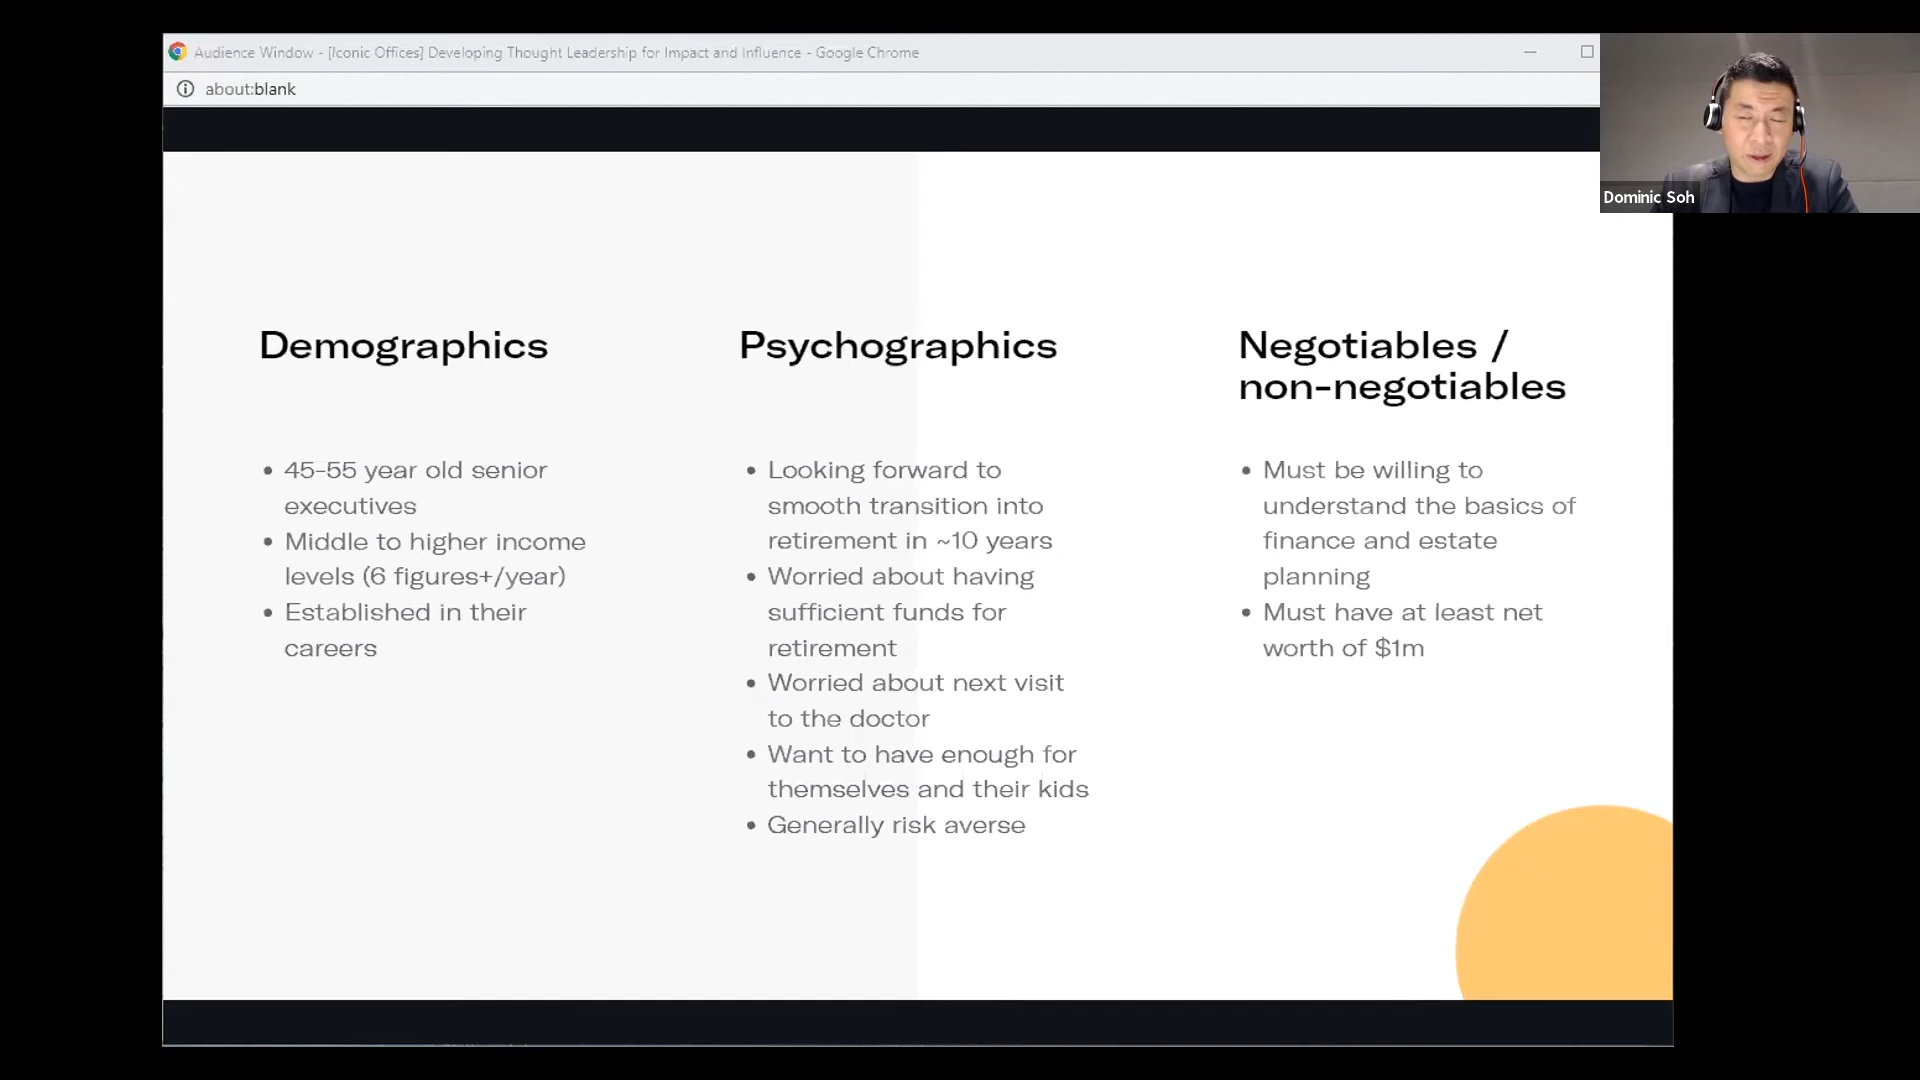 Audience Window - [Iconic Offices] Developing Thought Leadership for Impact and Influence - Google Chrome
about:blank
Dominic Soh
Demographics
45-55 year old senior
executives
Middle to higher income
levels (6 figures+/year)
Established in their
careers
Psychographics
Looking forward to
smooth transition into
retirement in ~10 years
Worried about having
sufficient funds for
retirement
Worried about next visit
to the doctor
Want to have enough for
themselves and their kids
Generally risk averse
Negotiables /
non-negotiables
Must be willing to
understand the basics of
finance and estate
planning
Must have at least net
worth of $1m